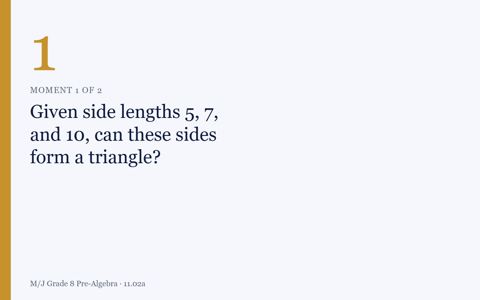 1
MOMENT 1 OF 2
Given side lengths 5, 7,
and 10, can these sides
form a triangle?
M/J Grade 8 Pre-Algebra · 11.02a